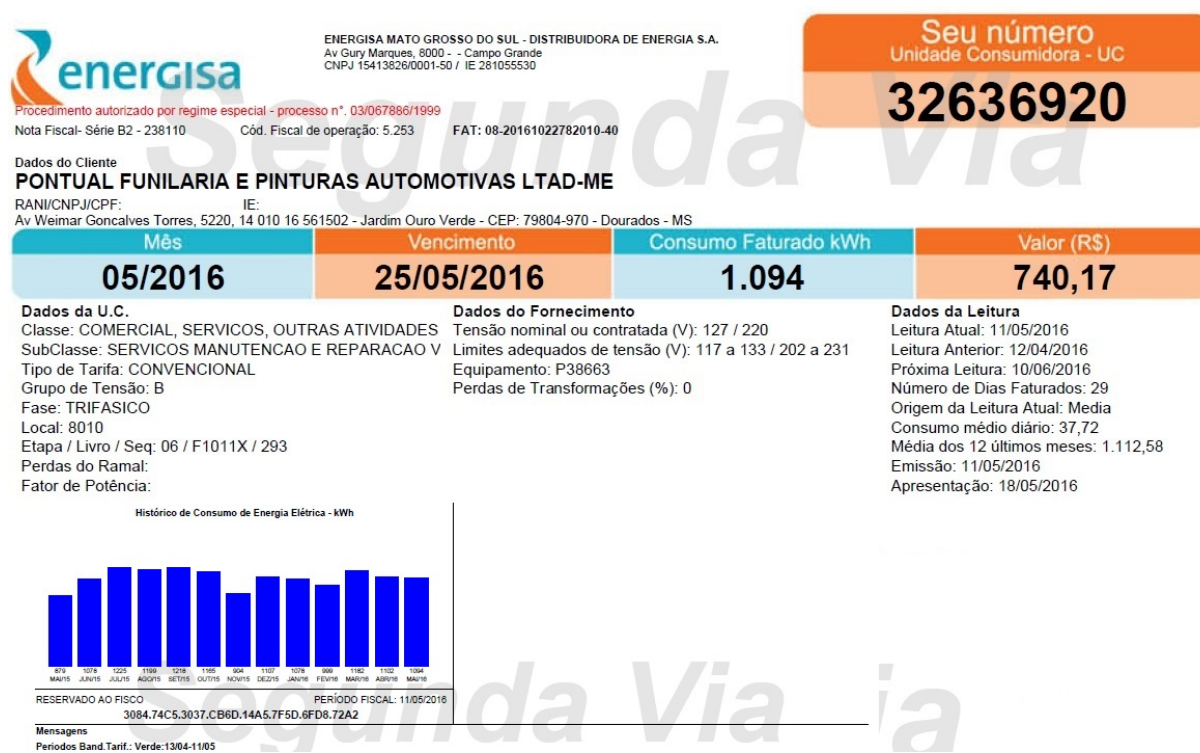 energisa
ENERGISA MATO GROSSO DO SUL - DISTRIBUIDORA DE ENERGIA S.A.
Av Gury Marques, 8000 - - Campo Grande
CNPJ 15413826/0001-50 / IE 281055530
Seu número
Unidade Consumidora - UC
32636920
Procedimento autorizado por regime especial - processo n°. 03/067886/1999
Nota Fiscal- Série B2 - 238110 Cód. Fiscal de operação: 5.253 FAT: 08-20161022782010-40
Segunda Via
Dados do Cliente
PONTUAL FUNILARIA E PINTURAS AUTOMOTIVAS LTAD-ME
RANI/CNPJ/CPF: IE:
Av Weimar Goncalves Torres, 5220, 14 010 16 561502 - Jardim Ouro Verde - CEP: 79804-970 - Dourados - MS
Mês Vencimento Consumo Faturado kWh Valor (R$)
05/2016 25/05/2016 1.094 740,17
Dados da U.C.
Classe: COMERCIAL, SERVICOS, OUTRAS ATIVIDADES
SubClasse: SERVICOS MANUTENCAO E REPARACAO V
Tipo de Tarifa: CONVENCIONAL
Grupo de Tensão: B
Fase: TRIFASICO
Local: 8010
Etapa / Livro / Seq: 06 / F1011X / 293
Perdas do Ramal:
Fator de Potência:
Dados do Fornecimento
Tensão nominal ou contratada (V): 127 / 220
Limites adequados de tensão (V): 117 a 133 / 202 a 231
Equipamento: P38663
Perdas de Transformações (%): 0
Dados da Leitura
Leitura Atual: 11/05/2016
Leitura Anterior: 12/04/2016
Próxima Leitura: 10/06/2016
Número de Dias Faturados: 29
Origem da Leitura Atual: Media
Consumo médio diário: 37,72
Média dos 12 últimos meses: 1.112,58
Emissão: 11/05/2016
Apresentação: 18/05/2016
Histórico de Consumo de Energia Elétrica - kWh
879 1078 1225 1199 1218 1165 904 1107 1078 999 1182 1102 1094
MAI/15 JUN/15 JUL/15 AGO/15 SET/15 OUT/15 NOV/15 DEZ/15 JAN/16 FEV/16 MAR/16 ABR/16 MAI/16
RESERVADO AO FISCO PERÍODO FISCAL: 11/05/2016
3084.74C5.3037.CB6D.14A5.7F5D.6FD8.72A2
Segunda Via
ia
Mensagens
Periodos Band.Tarif.: Verde:13/04-11/05